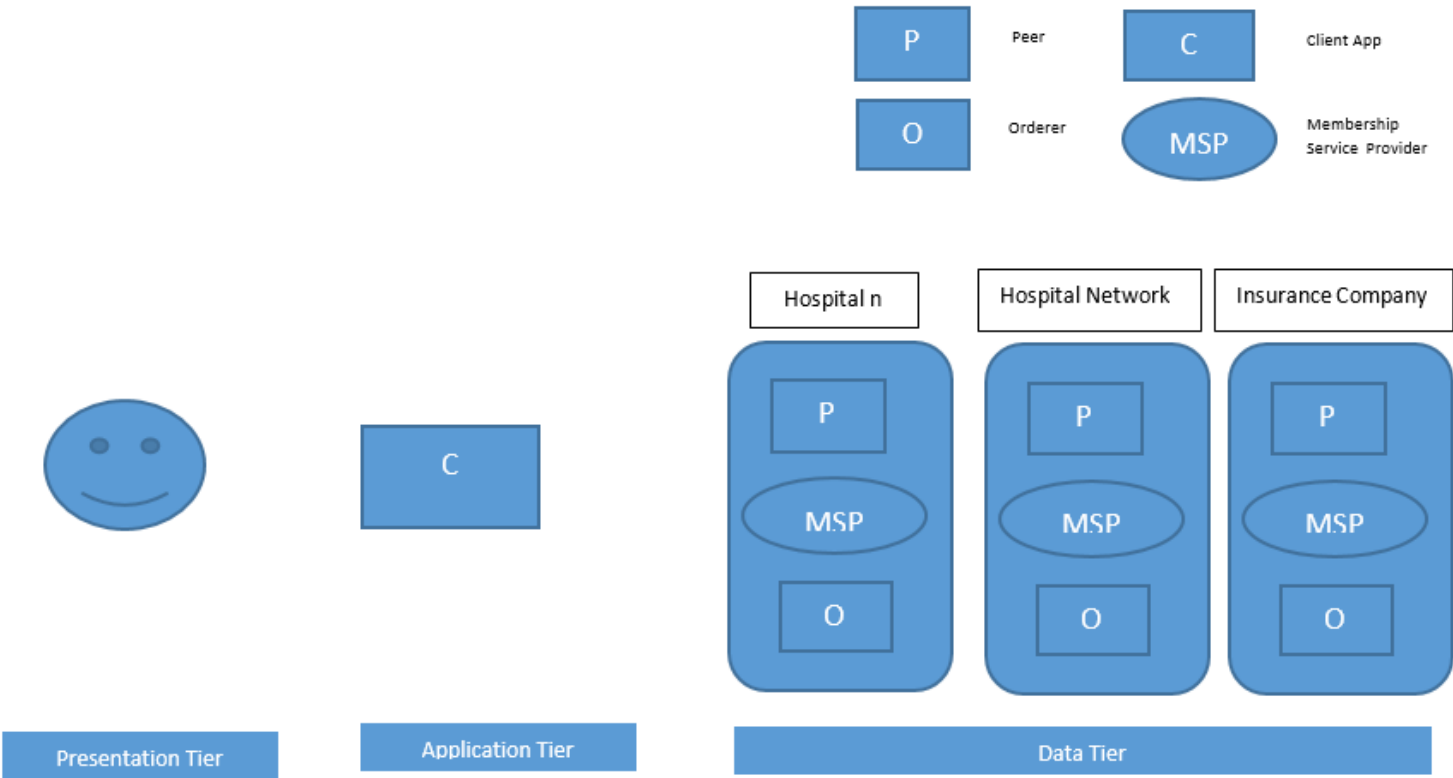 P
Peer
C
Client App
O
Orderer
MSP
Membership
Service Provider
Hospital n
Hospital Network
Insurance Company
P
P
P
C
MSP
MSP
MSP
O
O
O
Presentation Tier
Application Tier
Data Tier